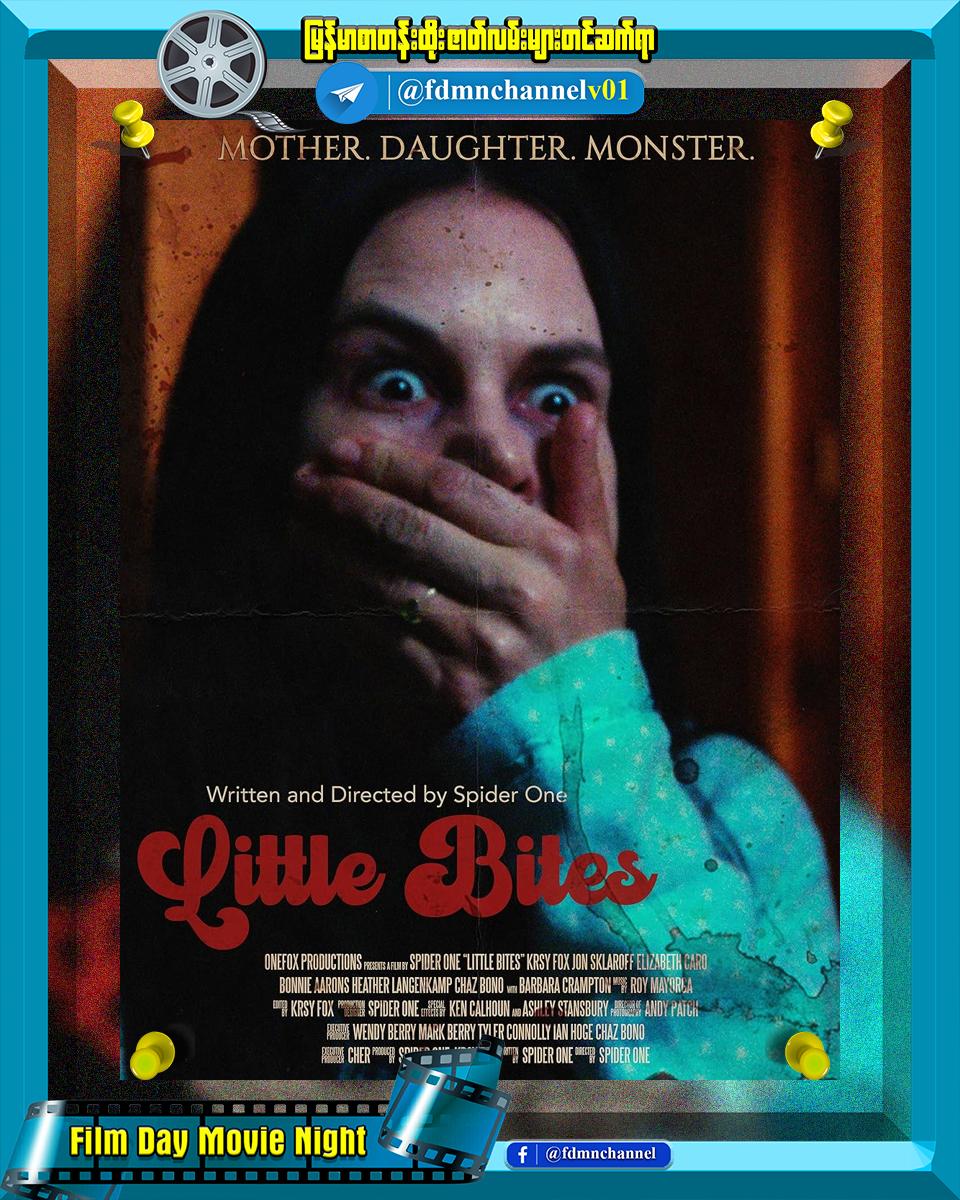 မြန်မာစာတန်းထိုးဇာတ်လမ်းများတင်ဆက်ရာ
@fdmnchannelv01
MOTHER. DAUGHTER. MONSTER.
Written and Directed by Spider One
Little Bites
ONEFOX PRODUCTIONS PRESENTS A FILM BY SPIDER ONE "LITTLE BITES" KRSY FOX JON SKLAROFF ELIZABETH CARO
BONNIE AARONS HEATHER LANGENKAMP CHAZ BONO WITH BARBARA CRAMPTON MUSIC BY ROY MAYORGA
EDITED BY KRSY FOX PRODUCTION DESIGNER SPIDER ONE SPECIAL EFFECTS BY KEN CALHOUN AND ASHLEY STANSBURY DIRECTOR OF PHOTOGRAPHY ANDY PATCH
EXECUTIVE PRODUCER WENDY BERRY MARK BERRY TYLER CONNOLLY IAN HOGE CHAZ BONO
EXECUTIVE PRODUCER CHER PRODUCED BY SPIDER ONE WRITTEN BY SPIDER ONE DIRECTED BY SPIDER ONE
Film Day Movie Night
@fdmnchannel